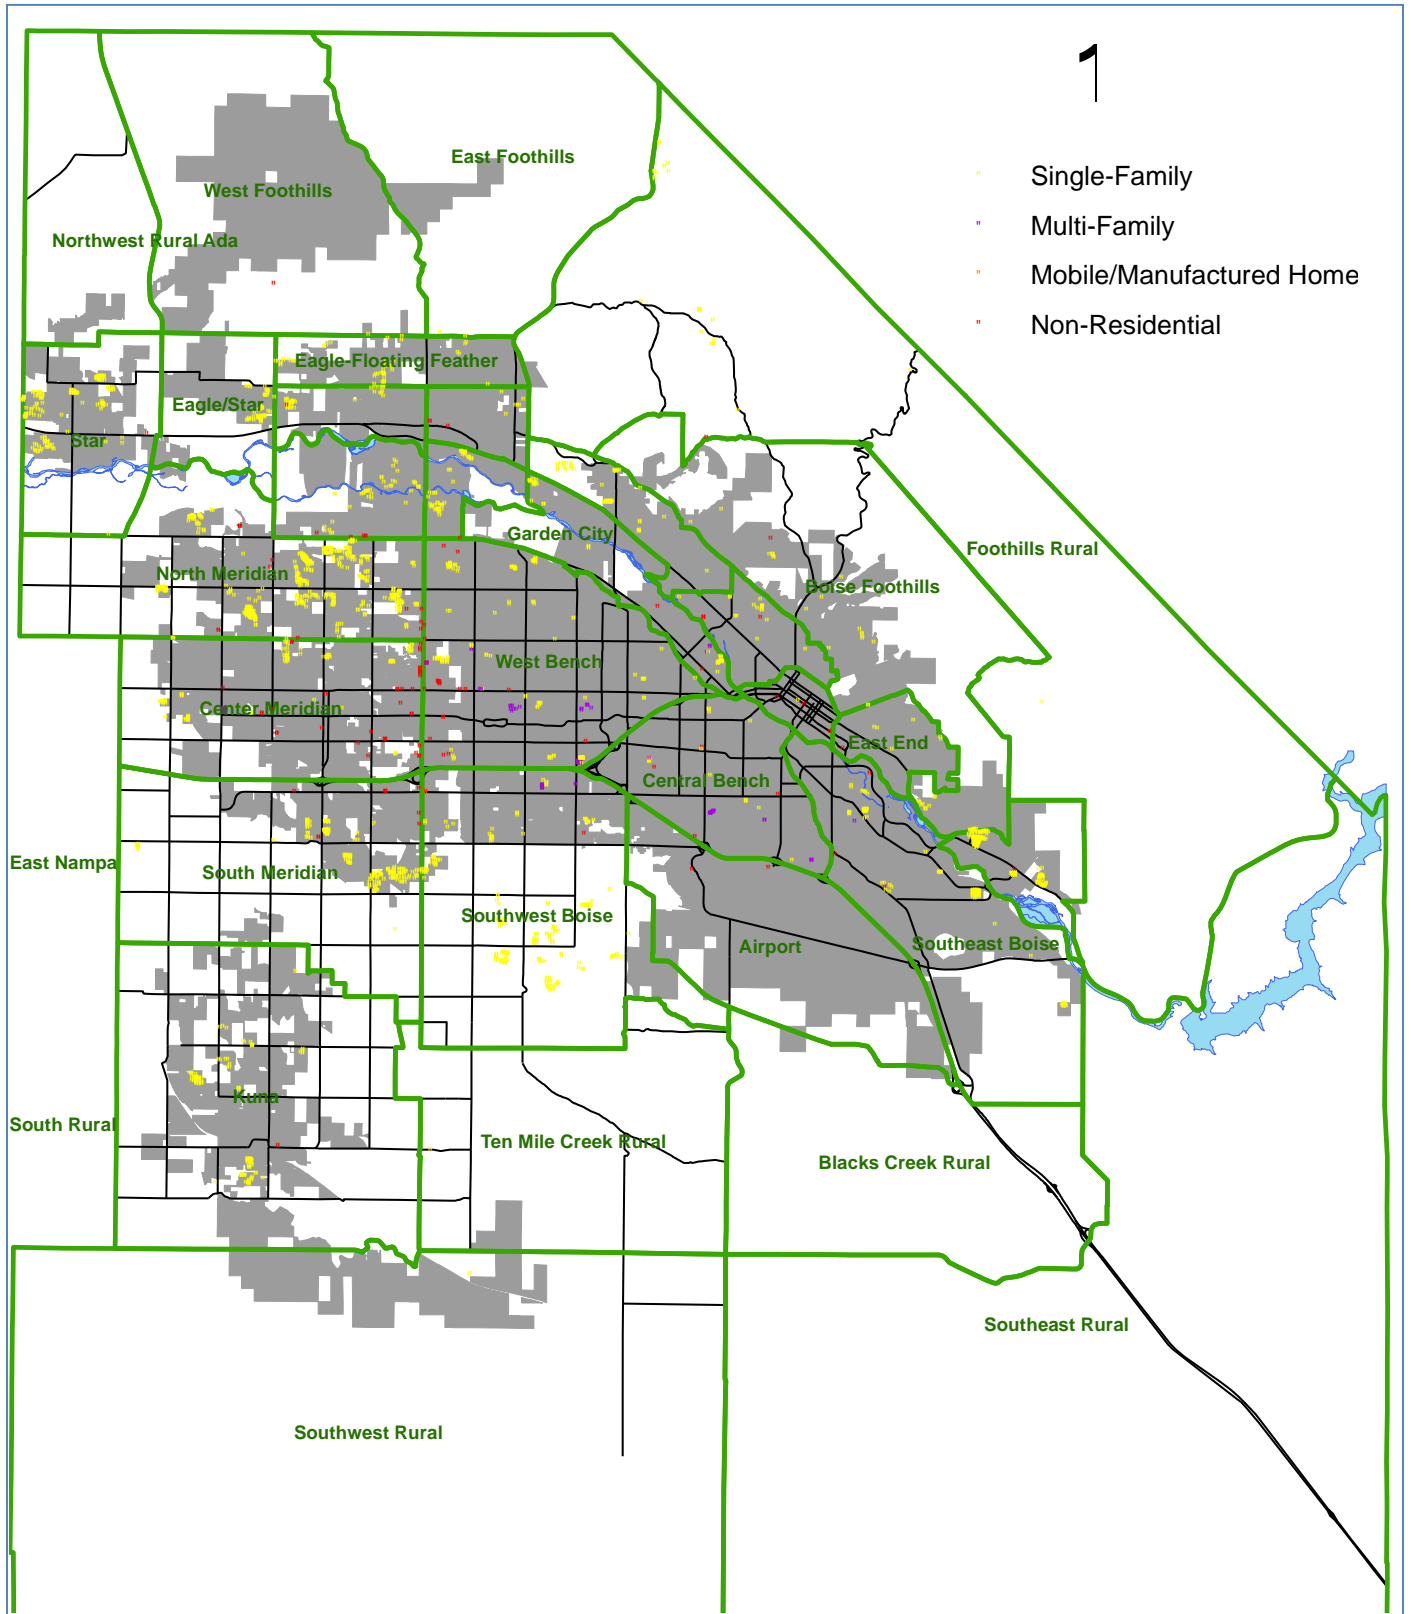 1
East Foothills
Single-Family
West Foothills
Multi-Family
Northwest Rural Ada
Mobile/Manufactured Home
Non-Residential
Eagle-Floating Feather
Eagle/Star
Star
Garden City
Foothills Rural
North Meridian
Boise Foothills
West Bench
Center Meridian
East End
Central Bench
East Nampa
South Meridian
Southwest Boise
Airport
Southeast Boise
Kuna
South Rural
Ten Mile Creek Rural
Blacks Creek Rural
Southeast Rural
Southwest Rural